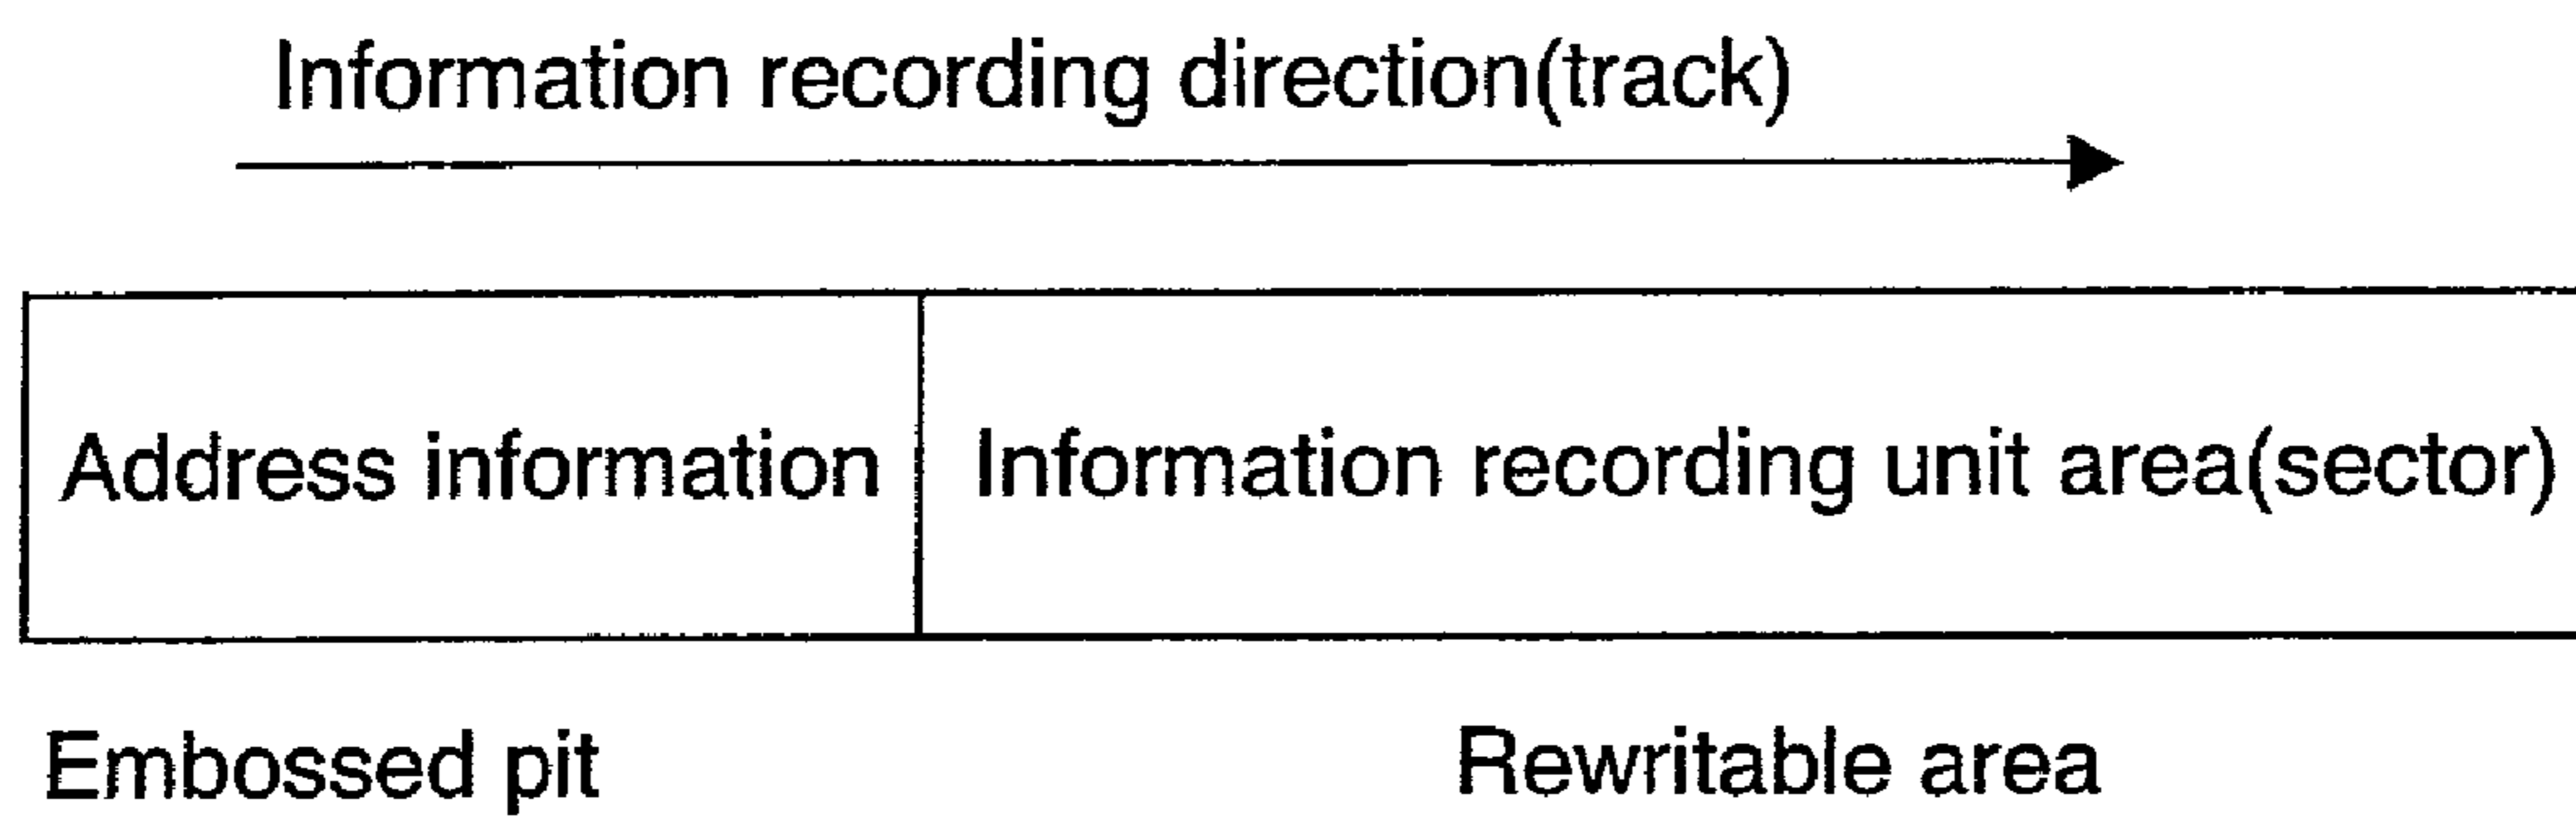 Information recording direction(track)
Address information
Information recording unit area(sector)
Embossed pit
Rewritable area